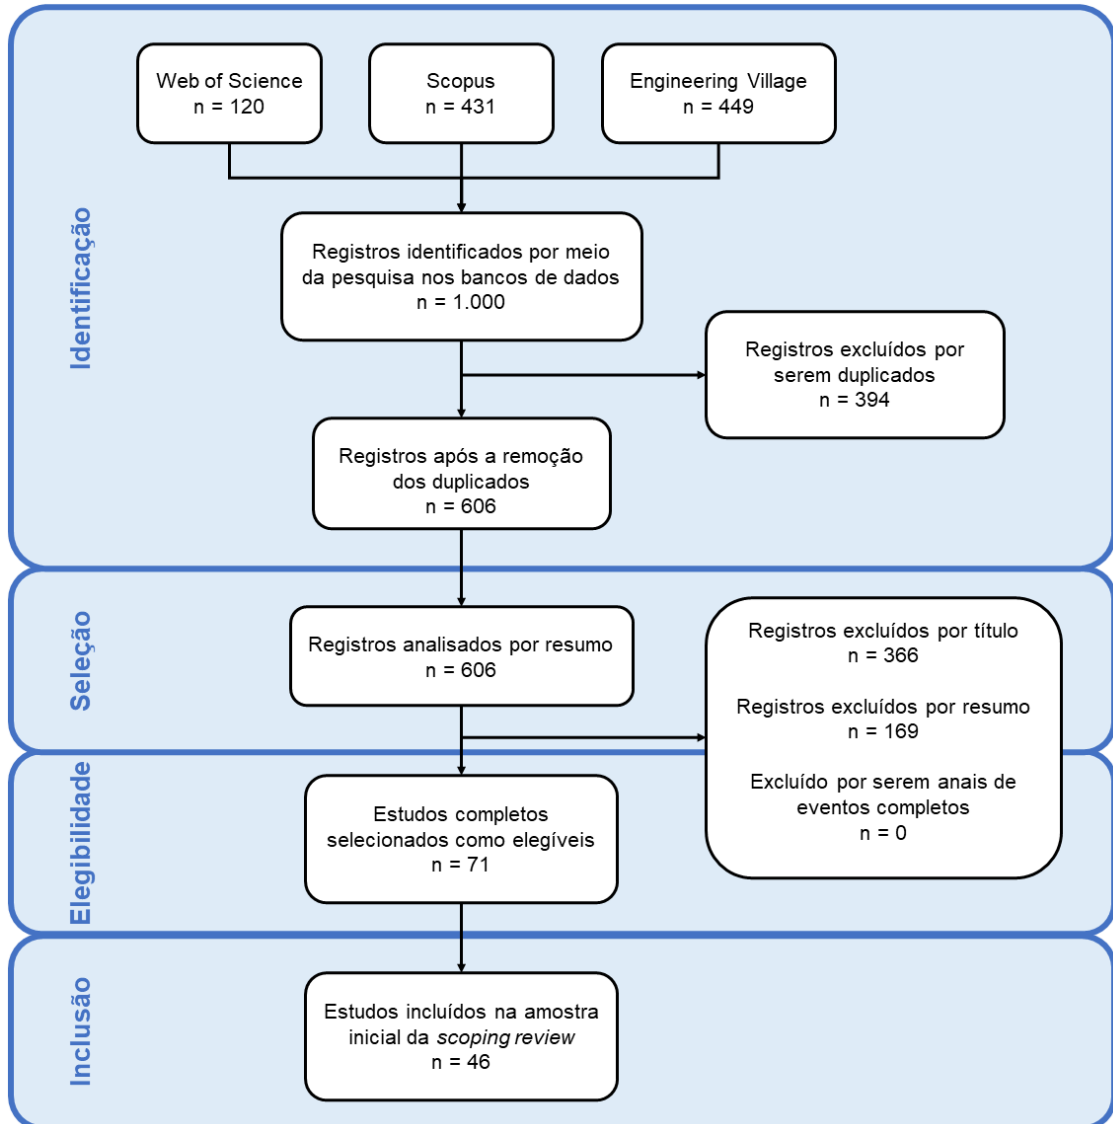 Identificação
Web of Science
n = 120
Scopus
n = 431
Engineering Village
n = 449
Registros identificados por meio
da pesquisa nos bancos de dados
n = 1.000
Registros excluídos por
serem duplicados
n = 394
Registros após a remoção
dos duplicados
n = 606
Seleção
Registros analisados por resumo
n = 606
Registros excluídos por título
n = 366
Registros excluídos por resumo
n = 169
Excluído por serem anais de
eventos completos
n = 0
Elegibilidade
Estudos completos
selecionados como elegíveis
n = 71
Inclusão
Estudos incluídos na amostra
inicial da scoping review
n = 46